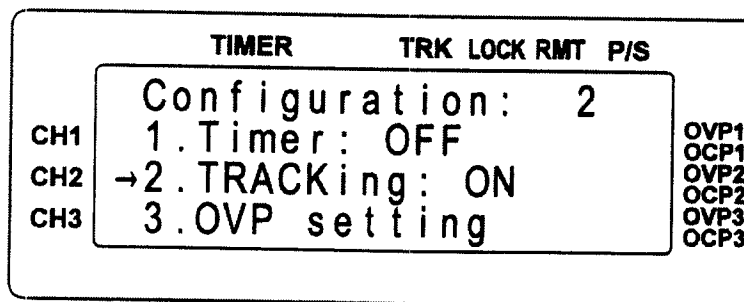 TIMER TRK LOCK RMT P/S
Configuration: 2
CH1 1.Timer: OFF OVP1
OCP1
CH2 →2.TRACKing: ON OVP2
OCP2
CH3 3.OVP setting OVP3
OCP3